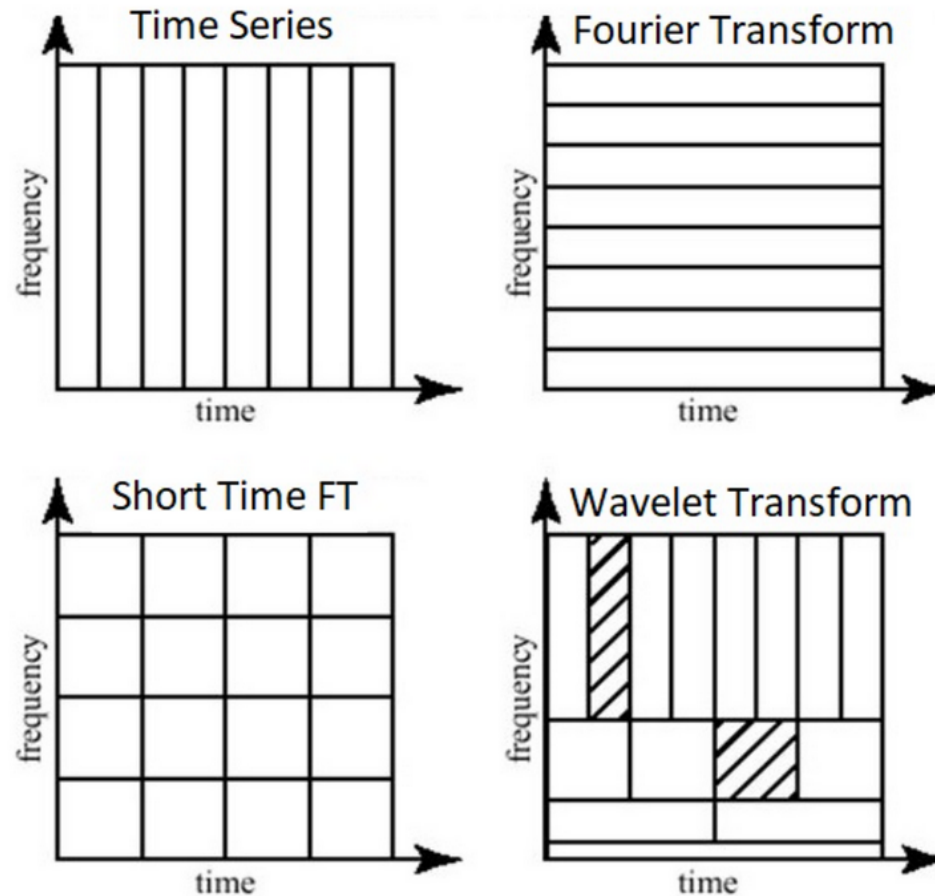 Time Series
Fourier Transform
frequency
frequency
time
time
Short Time FT
Wavelet Transform
frequency
frequency
time
time